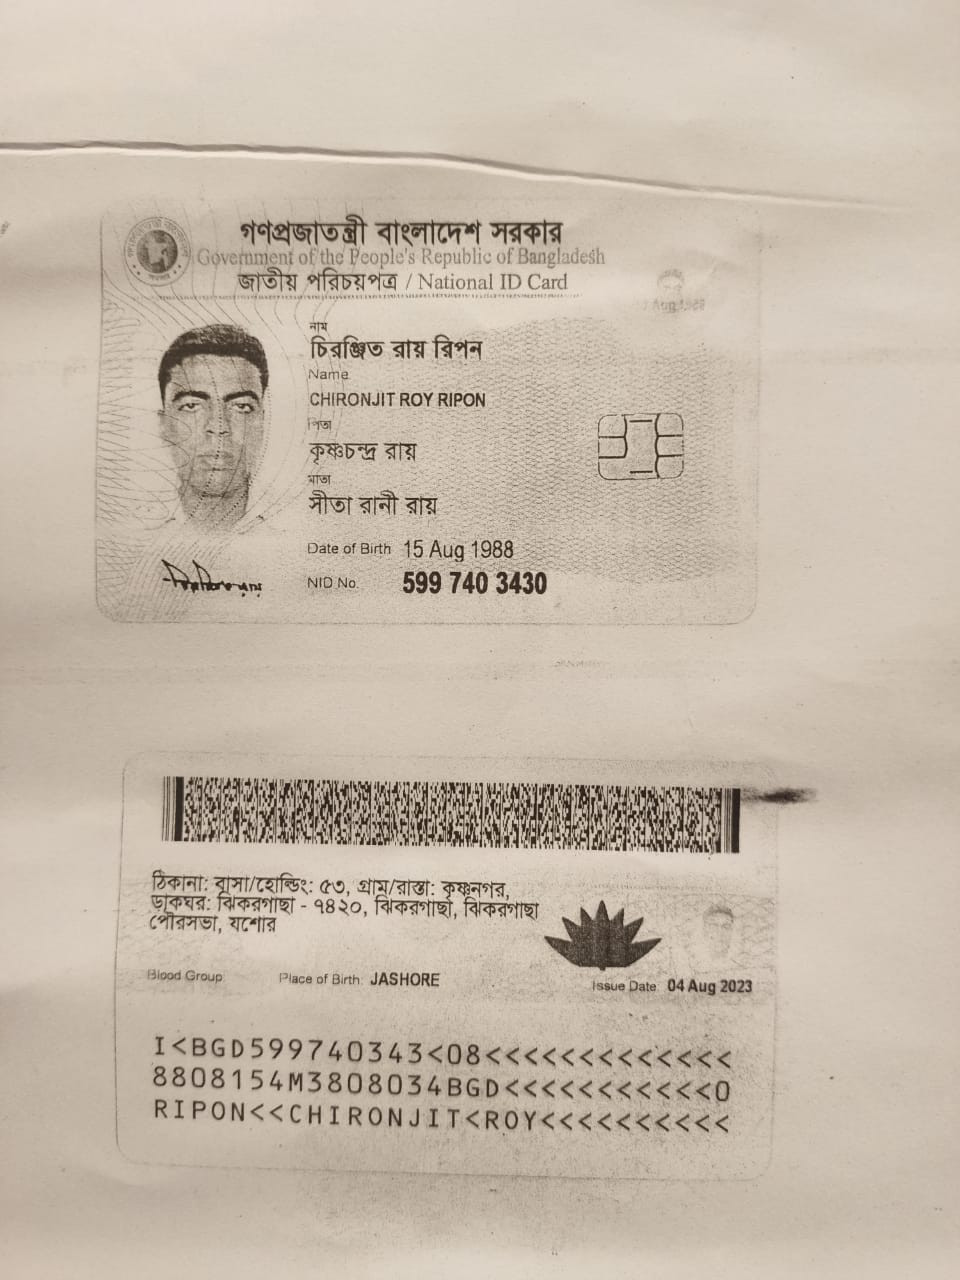 গণপ্রজাতন্ত্রী বাংলাদেশ সরকার
Government of the People's Republic of Bangladesh
জাতীয় পরিচয়পত্র / National ID Card
নাম
চিরঞ্জিত রায় রিপন
Name
CHIRONJIT ROY RIPON
পিতা
কৃষ্ণচন্দ্র রায়
মাতা
সীতা রানী রায়
Date of Birth 15 Aug 1988
NID No. 599 740 3430
ঠিকানা: বাসা/হোল্ডিং: ৫৩, গ্রাম/রাস্তা: কৃষ্ণনগর,
ডাকঘর: ঝিকরগাছা - ৭৪২০, ঝিকরগাছা, ঝিকরগাছা
পৌরসভা, যশোর
Blood Group: Place of Birth: JASHORE Issue Date: 04 Aug 2023
I<BGD599740343<08<<<<<<<<<<<<<
8808154M3808034BGD<<<<<<<<<<<0
RIPON<<CHIRONJIT<ROY<<<<<<<<<<